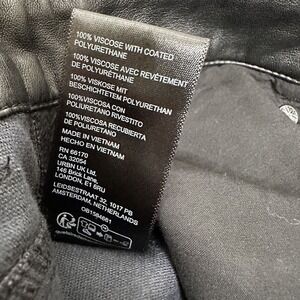 100% VISCOSE WITH COATED
POLYURETHANE
100% VISCOSE AVEC REVÊTEMENT
DE POLYURÉTHANE
100% VISKOSE MIT
BESCHICHTETEM POLYURETHAN
100%VISCOSA CON
POLIURETANO RIVESTITO
100%VISCOSA RECUBIERTA
DE POLIURETANO
MADE IN VIETNAM
HECHO EN VIETNAM
RN 66170
CA 32054
URBN UK Ltd.
146 Brick Lane,
LONDON, E1 6RU
LEIDSESTRAAT 32, 1017 PB
AMSTERDAM, NETHERLANDS